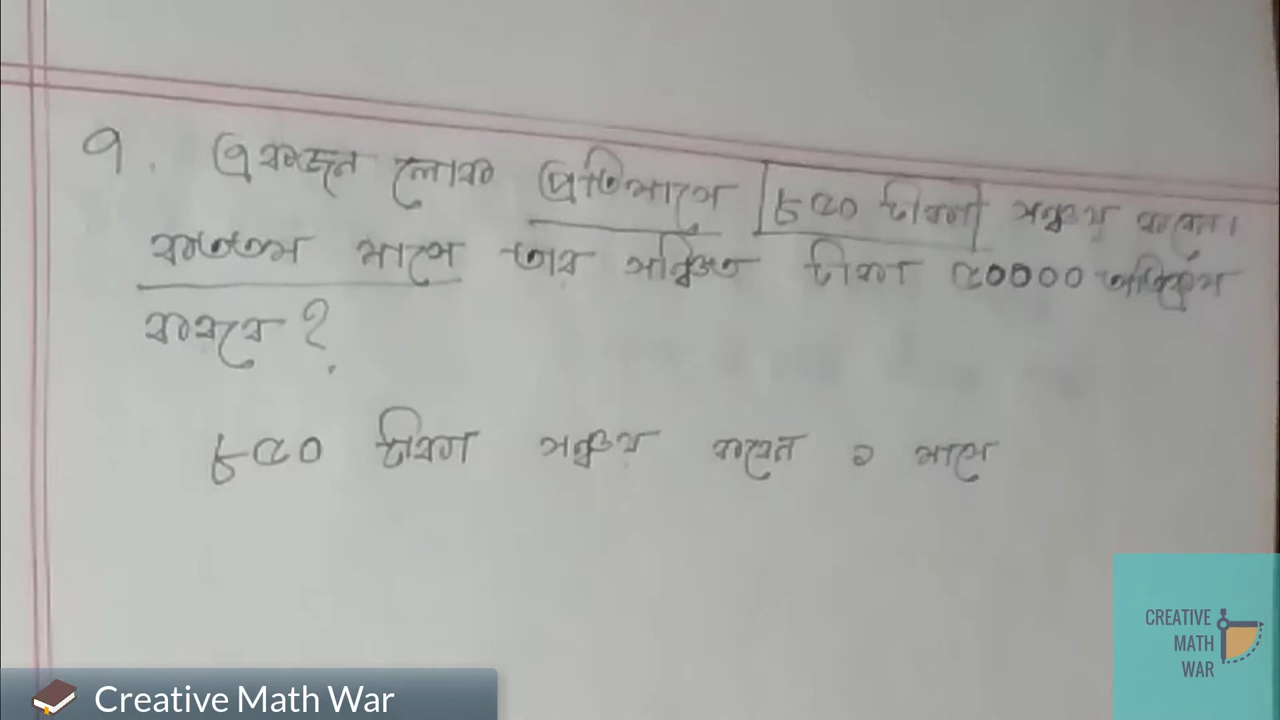 ৭. একজন লোক প্রতিমাসে ৮৫০ টাকা সঞ্চয় করেন।
কততম মাসে তার সঞ্চিত টাকা ৫০০০০ অতিক্রম
করবে?
৮৫০ টাকা সঞ্চয় করেন ১ মাসে
CREATIVE
MATH
WAR
Creative Math War